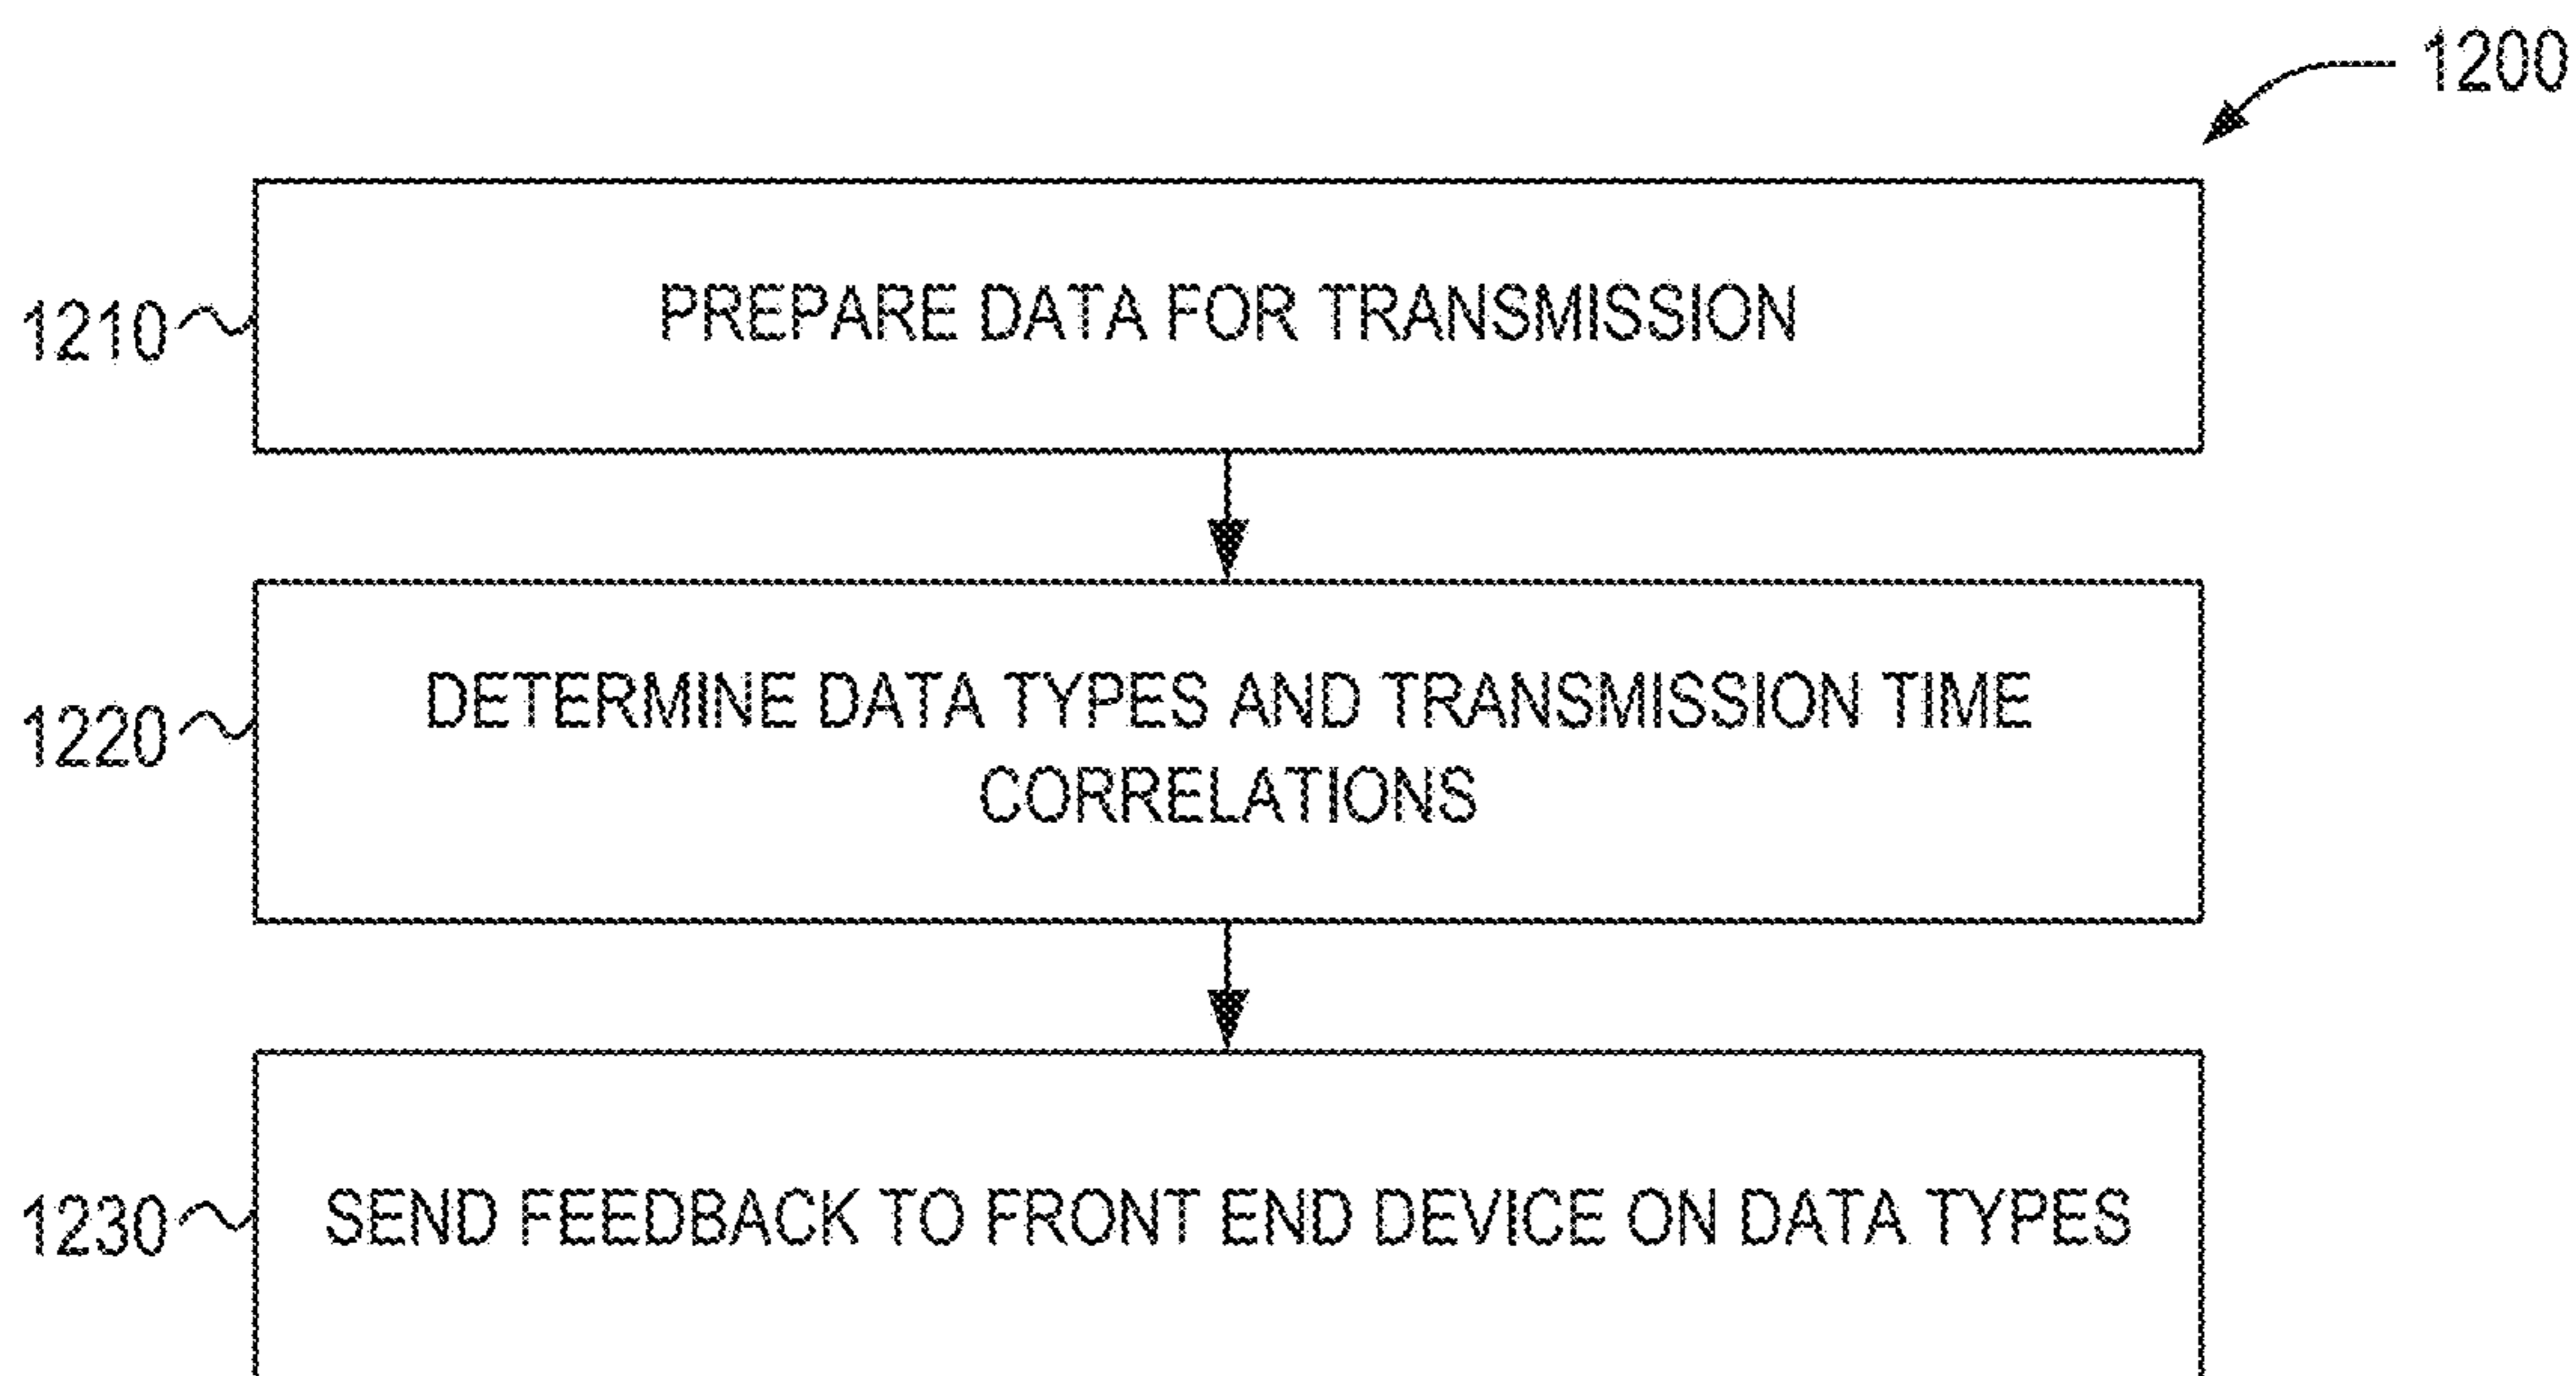 1200
1210
PREPARE DATA FOR TRANSMISSION
1220
DETERMINE DATA TYPES AND TRANSMISSION TIME
CORRELATIONS
1230
SEND FEEDBACK TO FRONT END DEVICE ON DATA TYPES